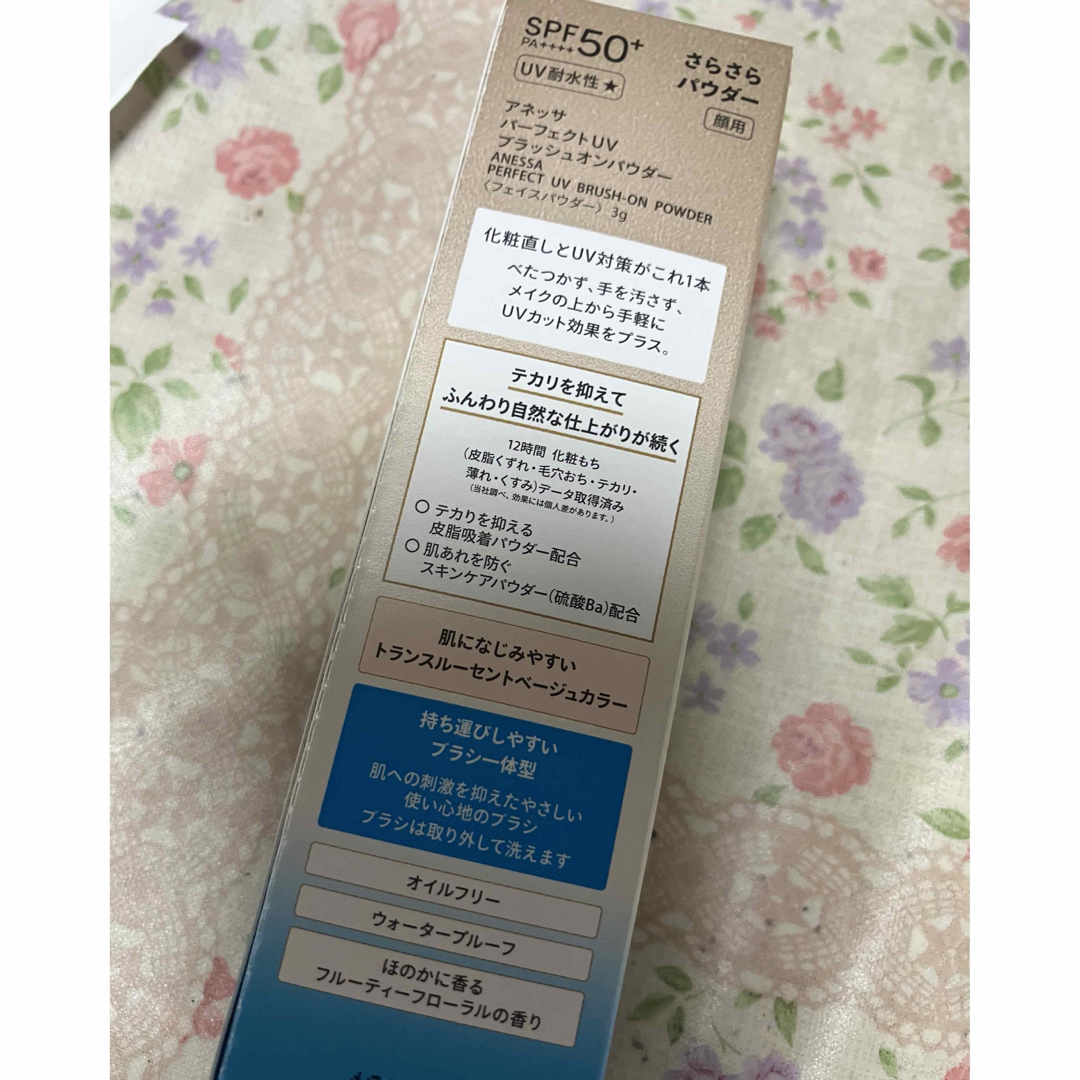 SPF50+
PA++++
さらさら
パウダー
UV耐水性★
顔用
アネッサ
パーフェクトUV
ブラッシュオンパウダー
ANESSA
PERFECT UV BRUSH-ON POWDER
〈フェイスパウダー〉3g
化粧直しとUV対策がこれ1本
べたつかず、手を汚さず、
メイクの上から手軽に
UVカット効果をプラス。
テカリを抑えて
ふんわり自然な仕上がりが続く
12時間 化粧もち
(皮脂くずれ・毛穴おち・テカリ・
薄れ・くすみ)データ取得済み
(当社調べ、効果には個人差があります。)
○ テカリを抑える
皮脂吸着パウダー配合
○ 肌あれを防ぐ
スキンケアパウダー(硫酸Ba)配合
肌になじみやすい
トランスルーセントベージュカラー
持ち運びしやすい
ブラシ一体型
肌への刺激を抑えたやさしい
使い心地のブラシ
ブラシは取り外して洗えます
オイルフリー
ウォータープルーフ
ほのかに香る
フルーティーフローラルの香り